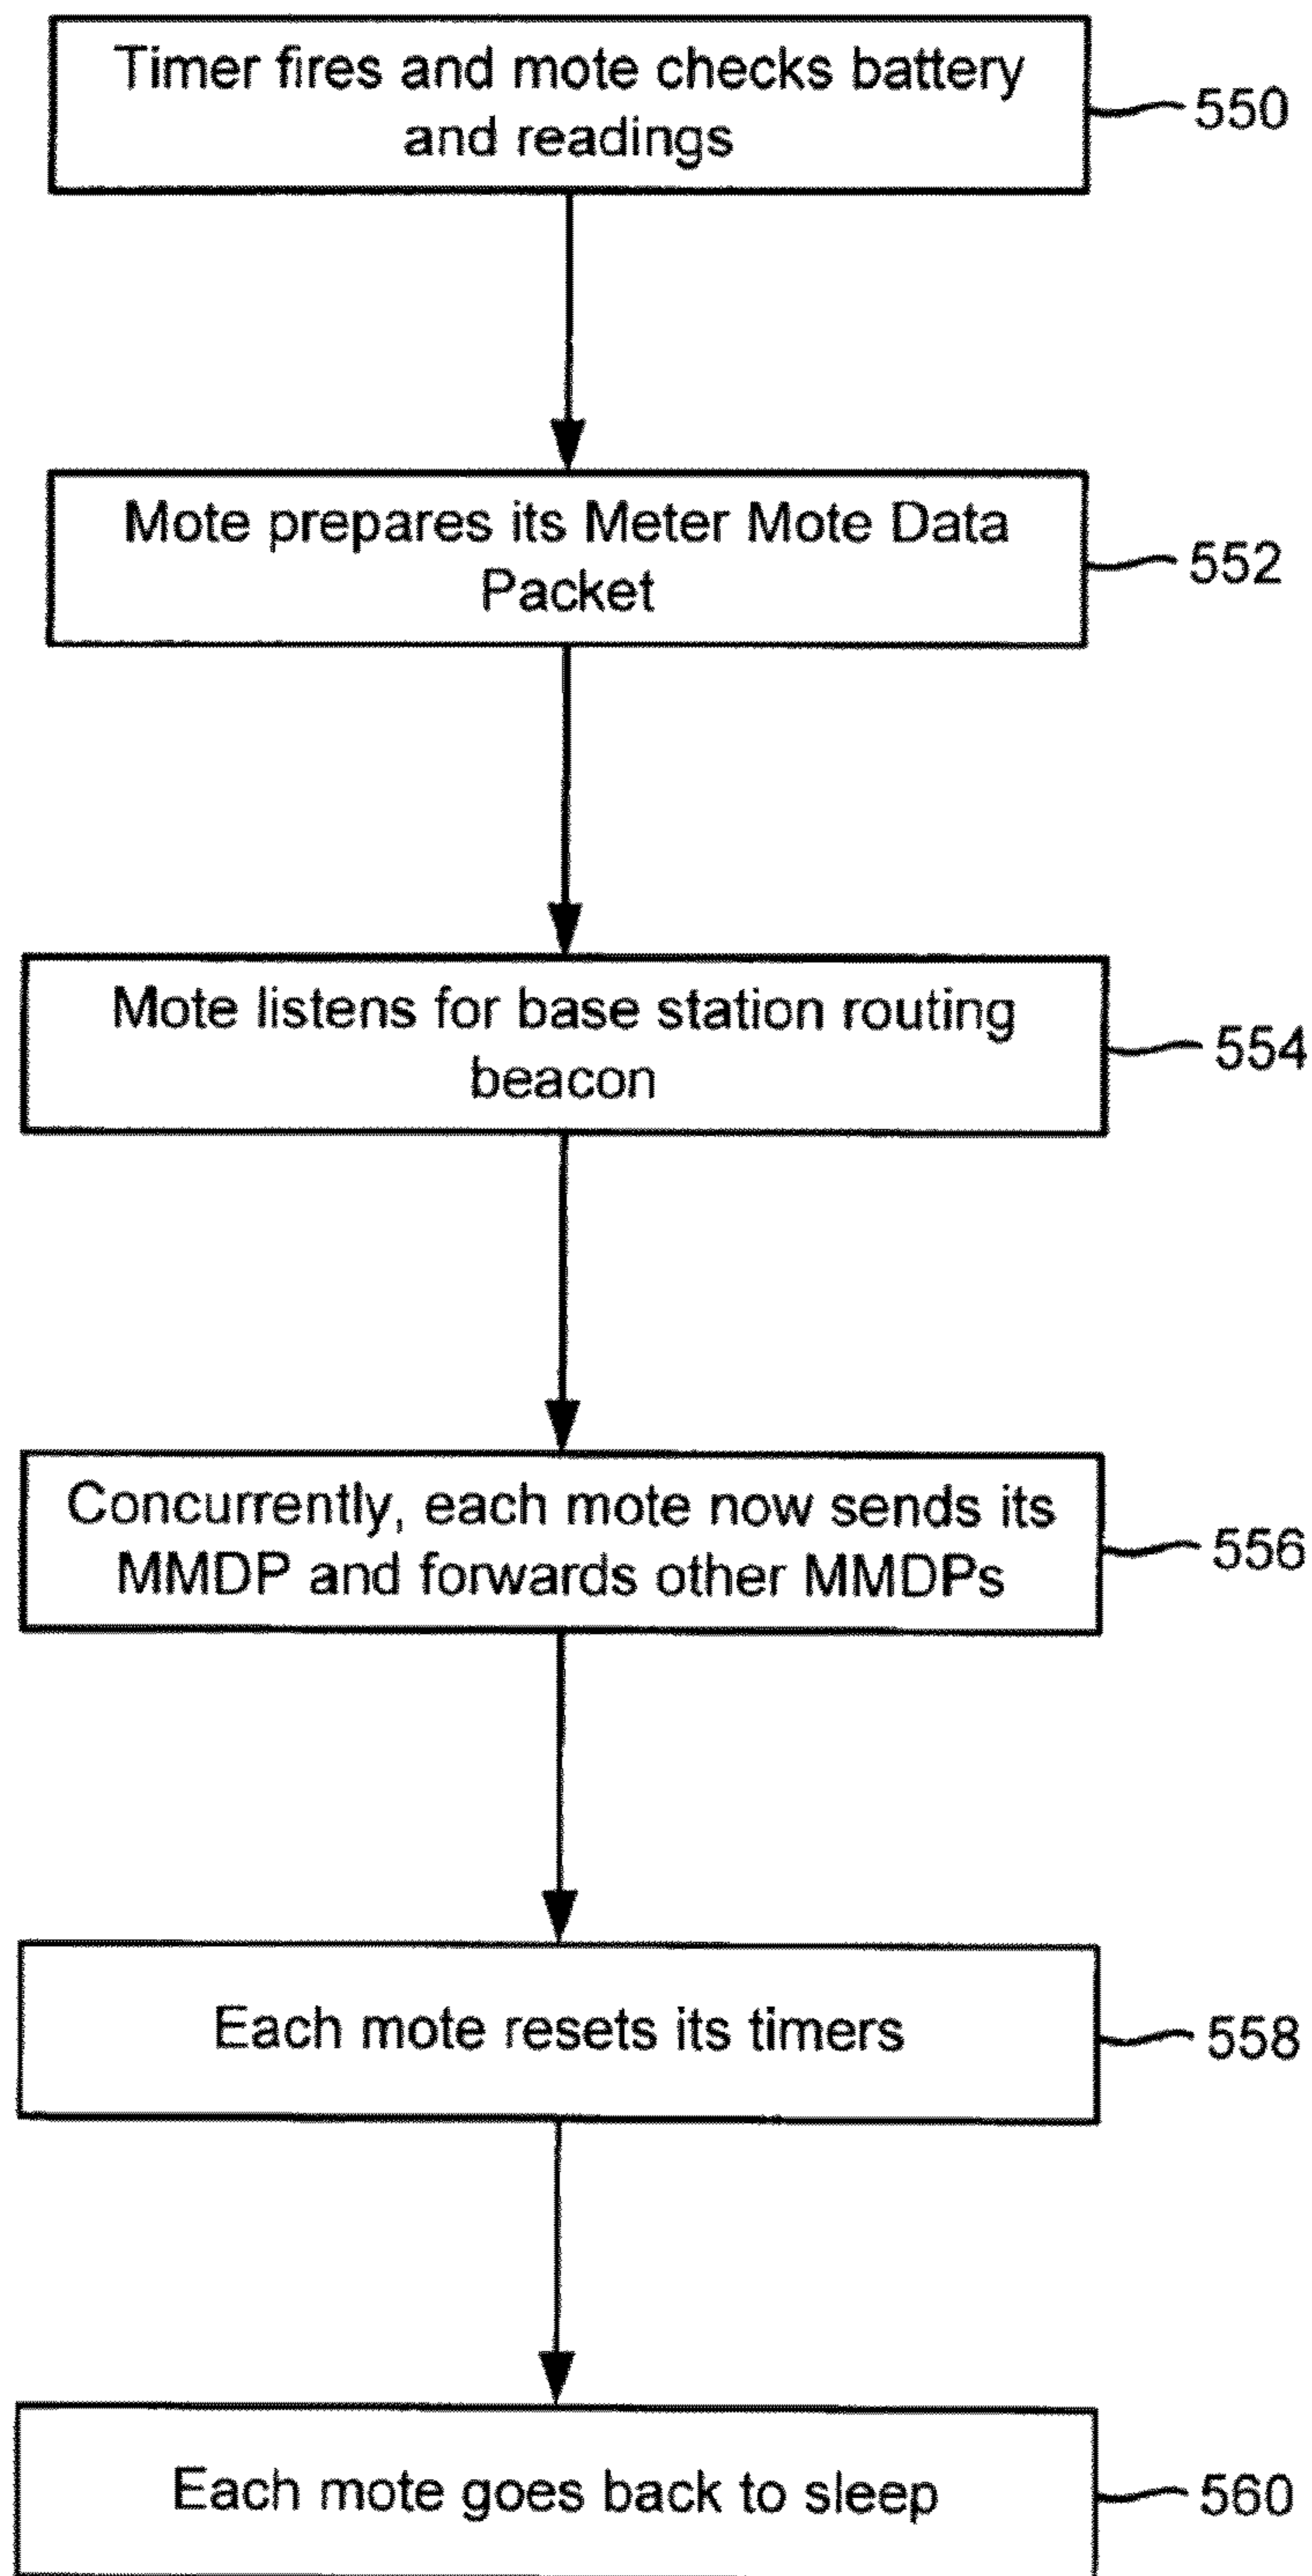 Timer fires and mote checks battery
and readings
550
Mote prepares its Meter Mote Data
Packet
552
Mote listens for base station routing
beacon
554
Concurrently, each mote now sends its
MMDP and forwards other MMDPs
556
Each mote resets its timers
558
Each mote goes back to sleep
560